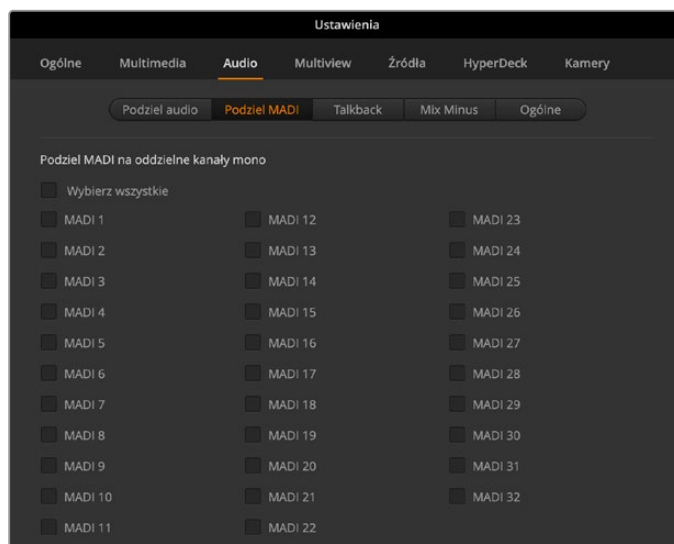 Ustawienia
Ogólne Multimedia Audio Multiview Źródła HyperDeck Kamery
Podziel audio Podziel MADI Talkback Mix Minus Ogólne
Podziel MADI na oddzielne kanały mono
Wybierz wszystkie
MADI 1 MADI 12 MADI 23
MADI 2 MADI 13 MADI 24
MADI 3 MADI 14 MADI 25
MADI 4 MADI 15 MADI 26
MADI 5 MADI 16 MADI 27
MADI 6 MADI 17 MADI 28
MADI 7 MADI 18 MADI 29
MADI 8 MADI 19 MADI 30
MADI 9 MADI 20 MADI 31
MADI 10 MADI 21 MADI 32
MADI 11 MADI 22